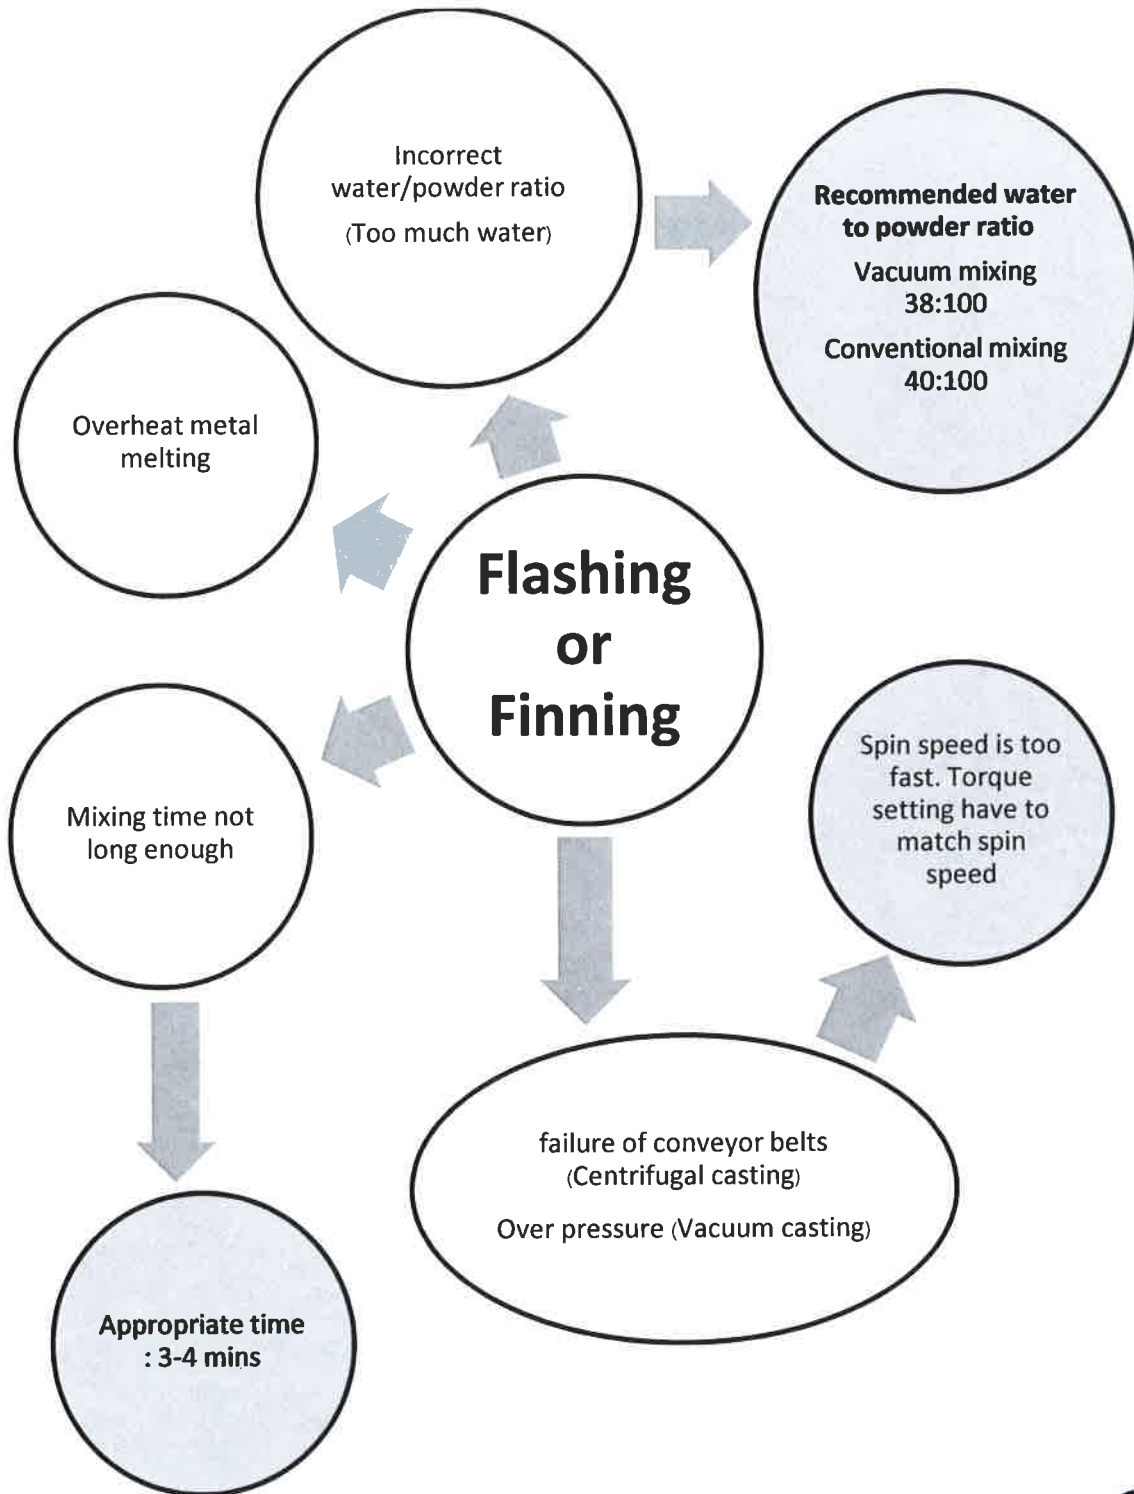 Incorrect
water/powder ratio
(Too much water)
Recommended water
to powder ratio
Vacuum mixing
38:100
Conventional mixing
40:100
Overheat metal
melting
Flashing
or
Finning
Spin speed is too
fast. Torque
setting have to
match spin
speed
Mixing time not
long enough
failure of conveyor belts
(Centrifugal casting)
Over pressure (Vacuum casting)
Appropriate time
: 3-4 mins